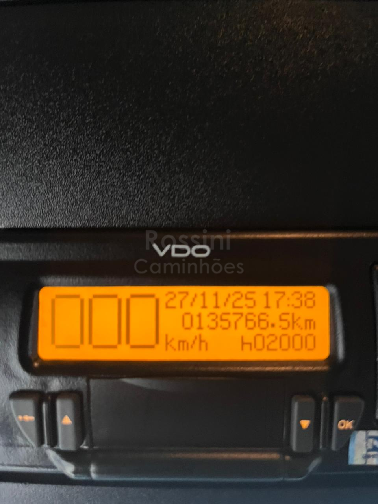 Rossini
VDO
Caminhões
27/11/25 17:38
000
0135766.5km
km/h h02000
OK